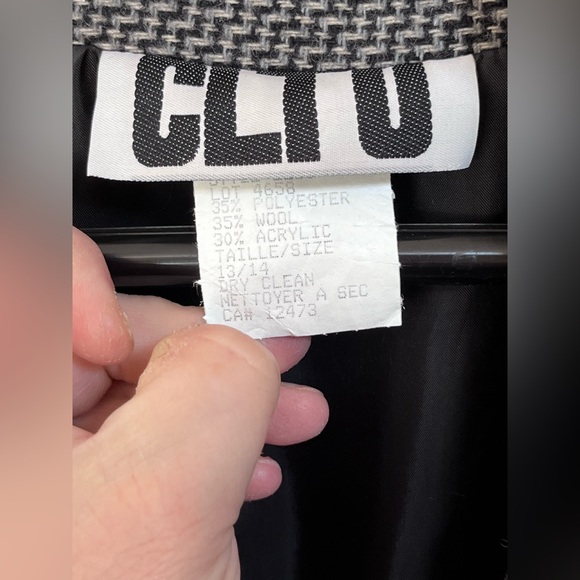 CLIO
LOT 4658
35% POLYESTER
35% WOOL
30% ACRYLIC
TAILLE/SIZE
13/14
DRY CLEAN
NETTOYER A SEC
CA# 12473